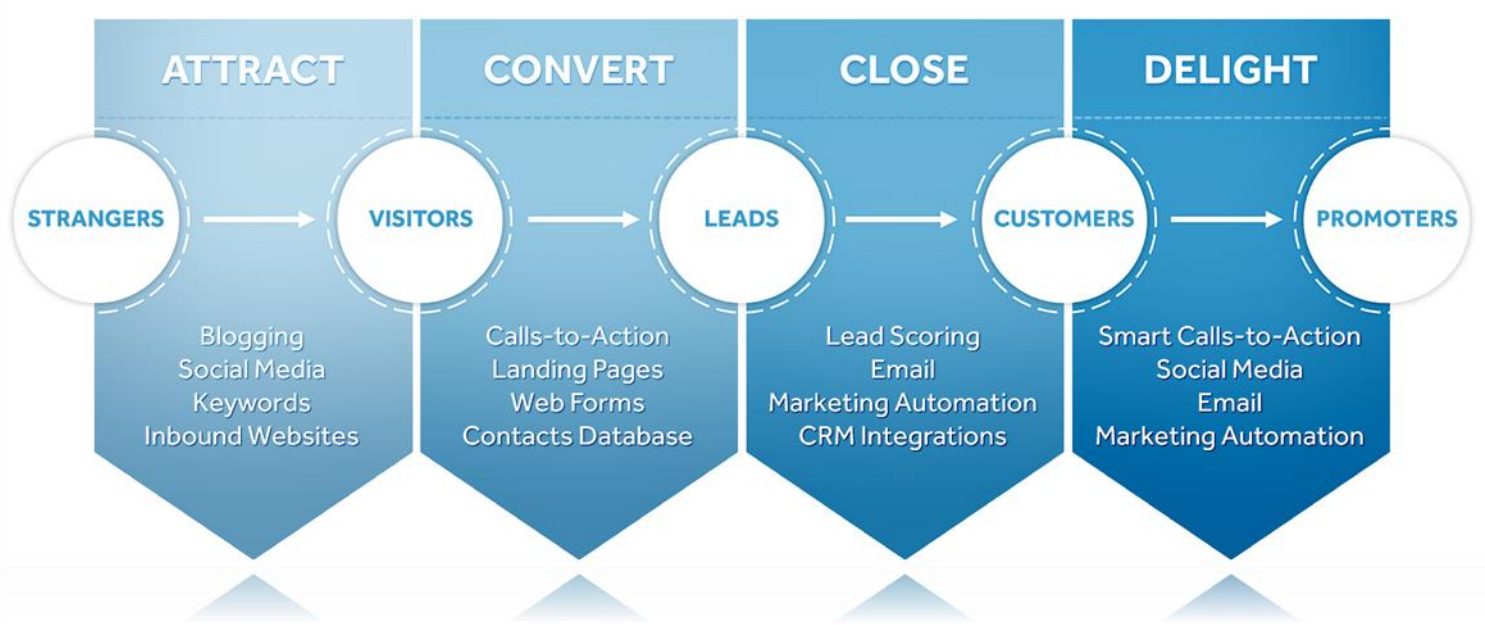 ATTRACT
CONVERT
CLOSE
DELIGHT
STRANGERS
VISITORS
LEADS
CUSTOMERS
PROMOTERS
Blogging
Social Media
Keywords
Inbound Websites
Calls-to-Action
Landing Pages
Web Forms
Contacts Database
Lead Scoring
Email
Marketing Automation
CRM Integrations
Smart Calls-to-Action
Social Media
Email
Marketing Automation